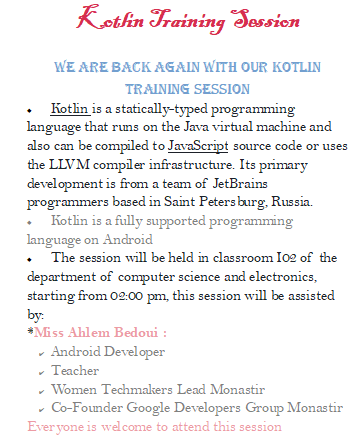 Kotlin Training Session
WE ARE BACK AGAIN WITH OUR KOTLIN
TRAINING SESSION
• Kotlin is a statically-typed programming
language that runs on the Java virtual machine and
also can be compiled to JavaScript source code or uses
the LLVM compiler infrastructure. Its primary
development is from a team of JetBrains
programmers based in Saint Petersburg, Russia.
• Kotlin is a fully supported programming
language on Android
• The session will be held in classroom I02 of the
department of computer science and electronics,
starting from 02:00 pm, this session will be assisted
by:
*Miss Ahlem Bedoui :
✓ Android Developer
✓ Teacher
✓ Women Techmakers Lead Monastir
✓ Co-Founder Google Developers Group Monastir
Everyone is welcome to attend this session